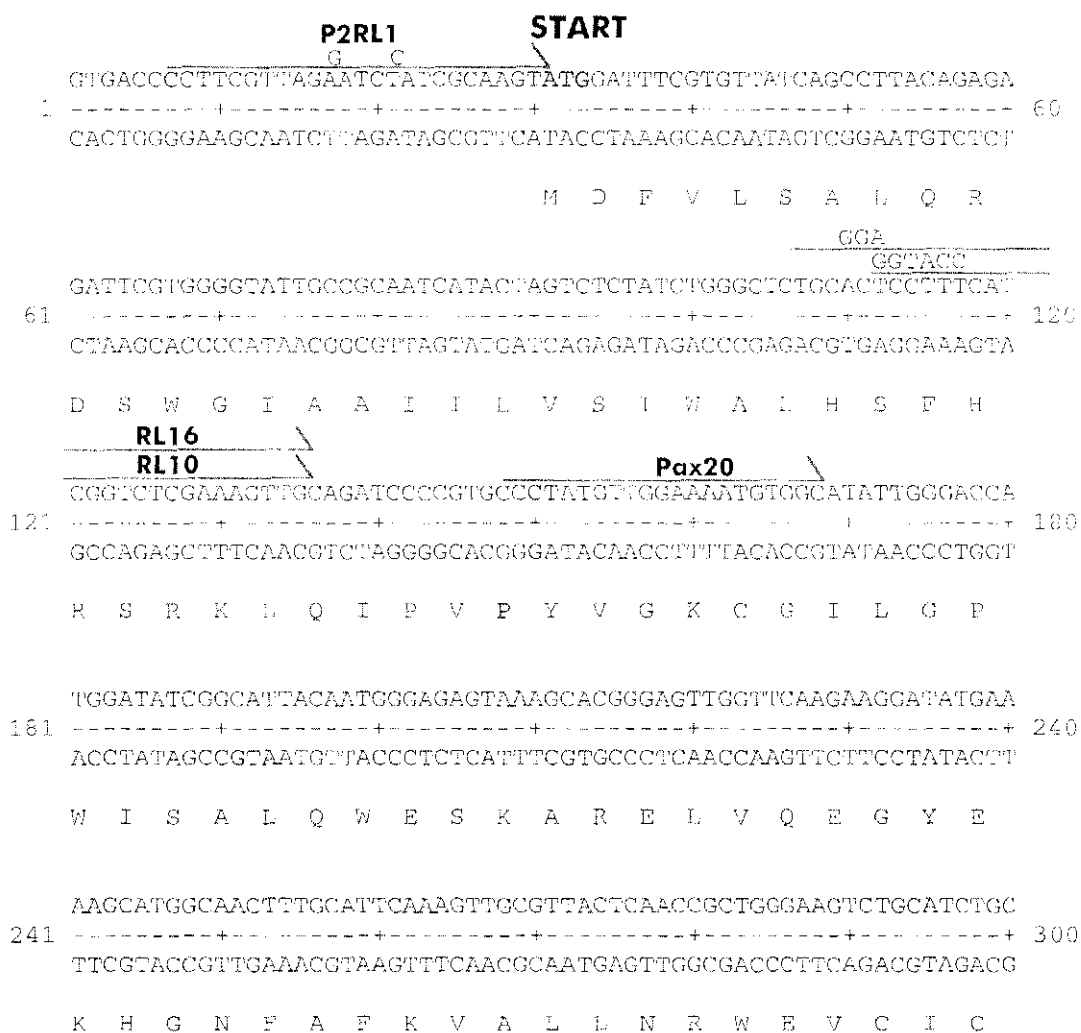 P2RL1 START
G C
GTGACCCCTTCGTTAGAATCTATCGCAAGTATGGATTTCGTGTTATCAGCCTTACAGAGA
1 ---------+---------+---------+---------+---------+---------+ 60
CACTGGGGAAGCAATCTTAGATAGCGTTCATACCTAAAGCACAATAGTCGGAATGTCTCT
M D F V L S A L Q R
GGA
GGTACC
GATTCGTGGGGTATTGCCGCAATCATACTAGTCTCTATCTGGGCTCTGCACTCCTTTCAT
61 ---------+---------+---------+---------+---------+---------+ 120
CTAAGCACCCCATAACGGCGTTAGTATGATCAGAGATAGACCCGAGACGTGAGGAAAGTA
D S W G I A A I I L V S I W A L H S F H
RL16
RL10 Pax20
CGGTCTCGAAAGTTGCAGATCCCCGTGCCCTATGTTGGAAAATGTGGCATATTGGGACCA
121 ---------+---------+---------+---------+---------+---------+ 180
GCCAGAGCTTTCAACGTCTAGGGGCACGGGATACAACCTTTTACACCGTATAACCCTGGT
R S R K L Q I P V P Y V G K C G I L G P
TGGATATCGGCATTACAATGGGAGAGTAAAGCACGGGAGTTGGTTCAAGAAGGATATGAA
181 ---------+---------+---------+---------+---------+---------+ 240
ACCTATAGCCGTAATGTTACCCTCTCATTTCGTGCCCTCAACCAAGTTCTTCCTATACTT
W I S A L Q W E S K A R E L V Q E G Y E
AAGCATGGCAACTTTGCATTCAAAGTTGCGTTACTCAACCGCTGGGAAGTCTGCATCTGC
241 ---------+---------+---------+---------+---------+---------+ 300
TTCGTACCGTTGAAACGTAAGTTTCAACGCAATGAGTTGGCGACCCTTCAGACGTAGACG
K H G N F A F K V A L L N R W E V C I C